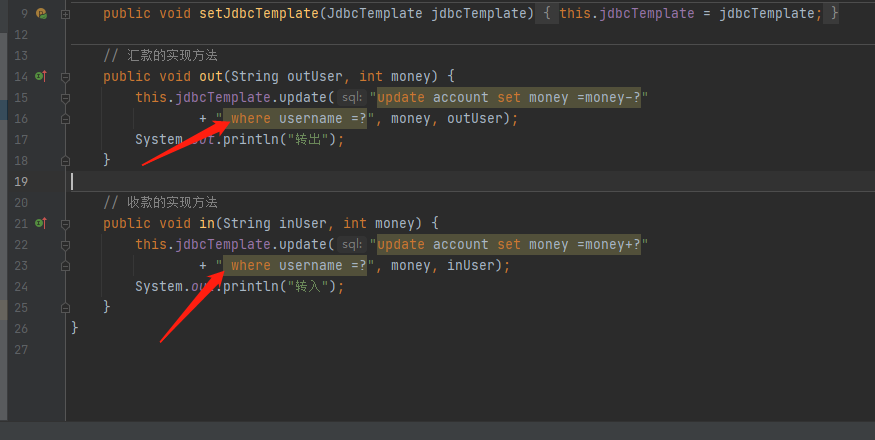 9 public void setJdbcTemplate(JdbcTemplate jdbcTemplate) { this.jdbcTemplate = jdbcTemplate; }
12
13 // 汇款的实现方法
14 public void out(String outUser, int money) {
15 this.jdbcTemplate.update( sql: "update account set money =money-?"
16 + " where username =?", money, outUser);
17 System.out.println("转出");
18 }
19
20 // 收款的实现方法
21 public void in(String inUser, int money) {
22 this.jdbcTemplate.update( sql: "update account set money =money+?"
23 + " where username =?", money, inUser);
24 System.out.println("转入");
25 }
26 }
27